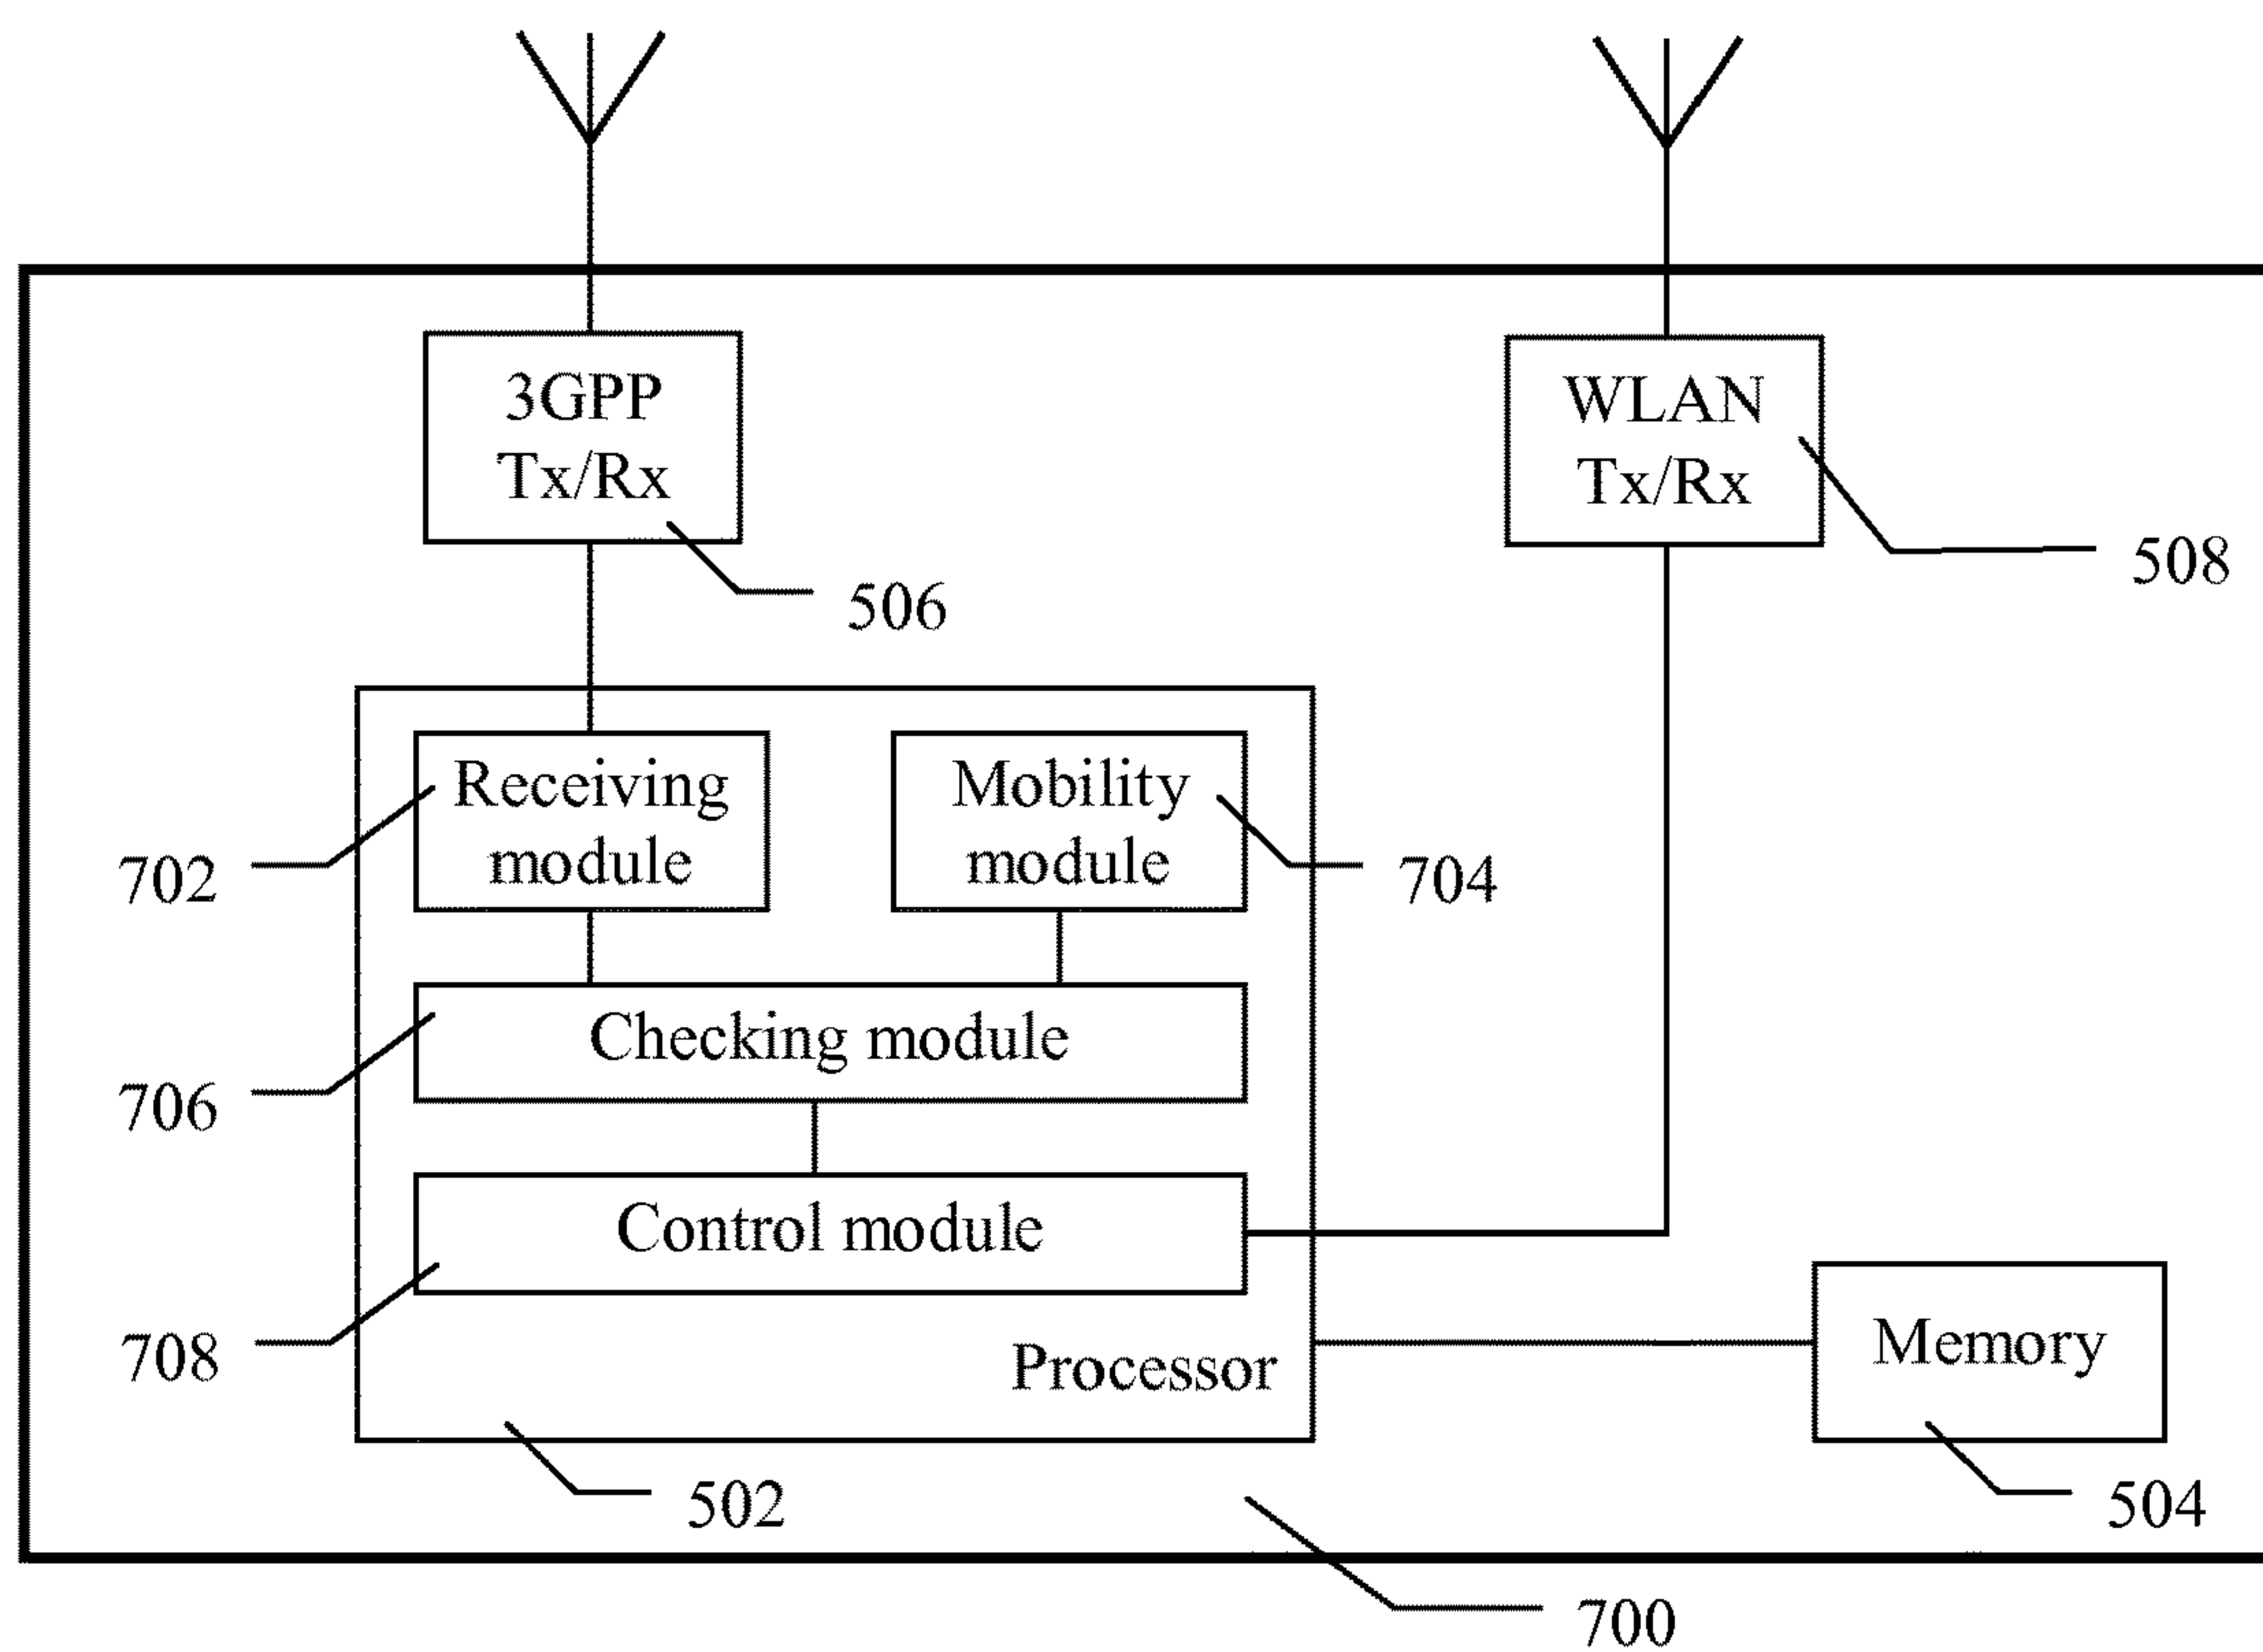 3GPP
Tx/Rx
506
WLAN
Tx/Rx
508
Receiving
module
702
Mobility
module
704
Checking module
706
Control module
708
Processor
502
Memory
504
700